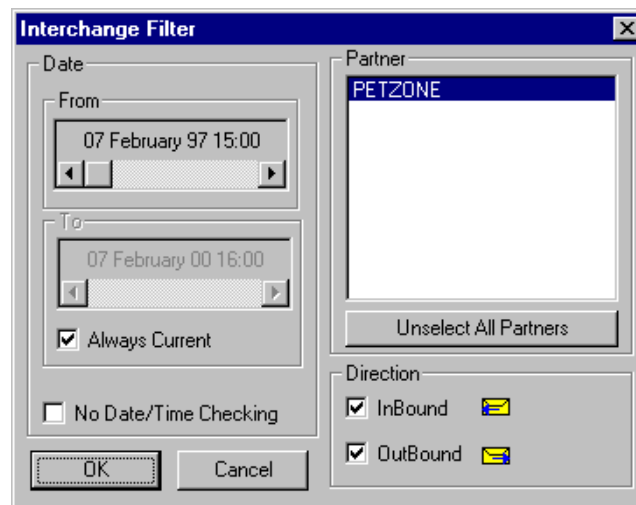 Interchange Filter
Date
From
07 February 97 15:00
To
07 February 00 16:00
Always Current
No Date/Time Checking
OK
Cancel
Partner
PETZONE
Unselect All Partners
Direction
InBound
OutBound